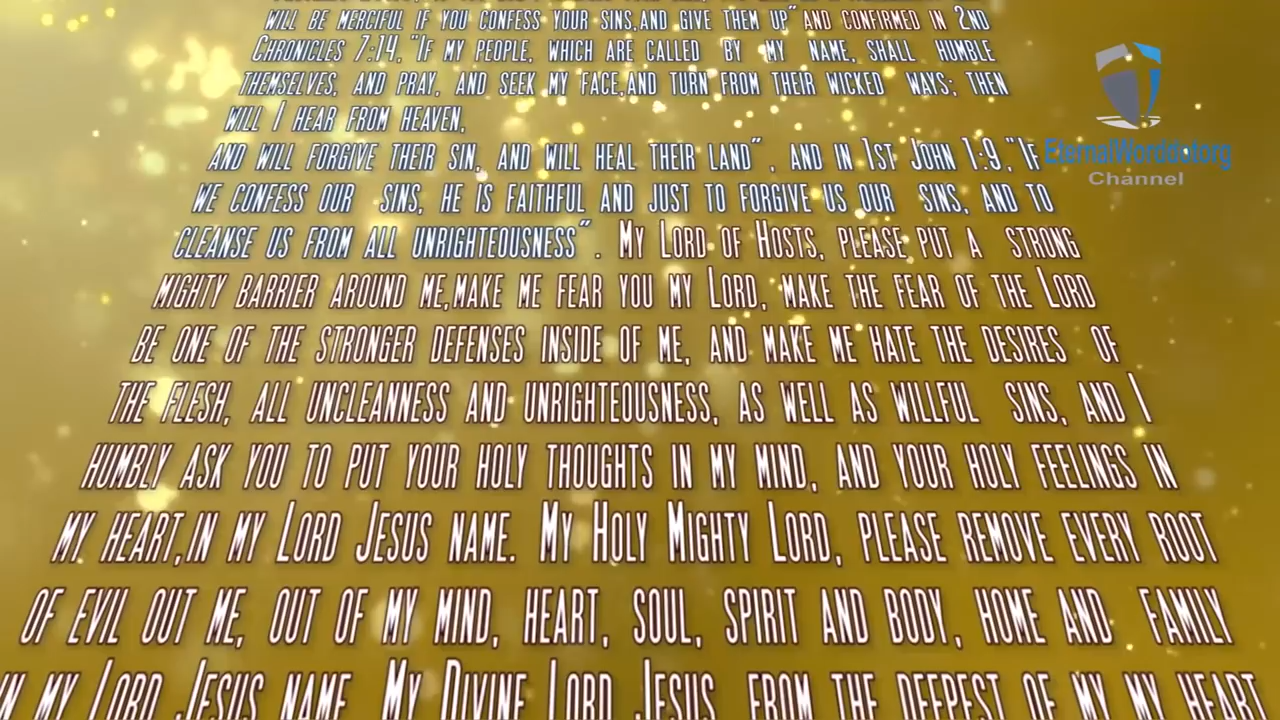 WILL BE MERCIFUL IF YOU CONFESS YOUR SINS,AND GIVE THEM UP" AND CONFIRMED IN 2ND
CHRONICLES 7:14, "IF MY PEOPLE, WHICH ARE CALLED BY MY NAME, SHALL HUMBLE
THEMSELVES, AND PRAY, AND SEEK MY FACE,AND TURN FROM THEIR WICKED WAYS; THEN
WILL I HEAR FROM HEAVEN,
AND WILL FORGIVE THEIR SIN, AND WILL HEAL THEIR LAND" , AND IN 1ST JOHN 1:9,"IF
WE CONFESS OUR SINS, HE IS FAITHFUL AND JUST TO FORGIVE US OUR SINS, AND TO
CLEANSE US FROM ALL UNRIGHTEOUSNESS" . MY LORD OF HOSTS, PLEASE PUT A STRONG
MIGHTY BARRIER AROUND ME,MAKE ME FEAR YOU MY LORD, MAKE THE FEAR OF THE LORD
BE ONE OF THE STRONGER DEFENSES INSIDE OF ME, AND MAKE ME HATE THE DESIRES OF
THE FLESH, ALL UNCLEANNESS AND UNRIGHTEOUSNESS, AS WELL AS WILLFUL SINS, AND I
HUMBLY ASK YOU TO PUT YOUR HOLY THOUGHTS IN MY MIND, AND YOUR HOLY FEELINGS IN
MY HEART,IN MY LORD JESUS NAME. MY HOLY MIGHTY LORD, PLEASE REMOVE EVERY ROOT
OF EVIL OUT ME, OUT OF MY MIND, HEART, SOUL, SPIRIT AND BODY, HOME AND FAMILY
IN MY LORD JESUS NAME. MY DIVINE LORD JESUS, FROM THE DEEPEST OF MY MY HEART
EternalWorddotorg
Channel